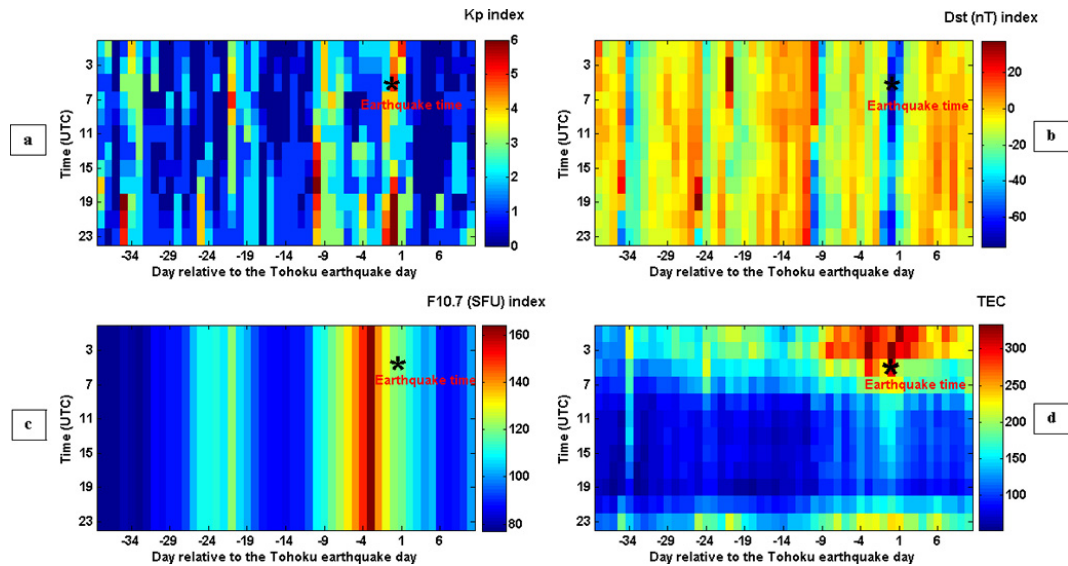 Kp index
6
5
4
3
2
1
0
3
7
11
15
19
23
Time (UTC)
Earthquake time
-34 -29 -24 -19 -14 -9 -4 1 6
Day relative to the Tohoku earthquake day
a
Dst (nT) index
20
0
-20
-40
-60
3
7
11
15
19
23
Time (UTC)
Earthquake time
-34 -29 -24 -19 -14 -9 -4 1 6
Day relative to the Tohoku earthquake day
b
F10.7 (SFU) index
160
140
120
100
80
3
7
11
15
19
23
Time (UTC)
Earthquake time
-34 -29 -24 -19 -14 -9 -4 1 6
Day relative to the Tohoku earthquake day
c
TEC
300
250
200
150
100
3
7
11
15
19
23
Time (UTC)
Earthquake time
-34 -29 -24 -19 -14 -9 -4 1 6
Day relative to the Tohoku earthquake day
d